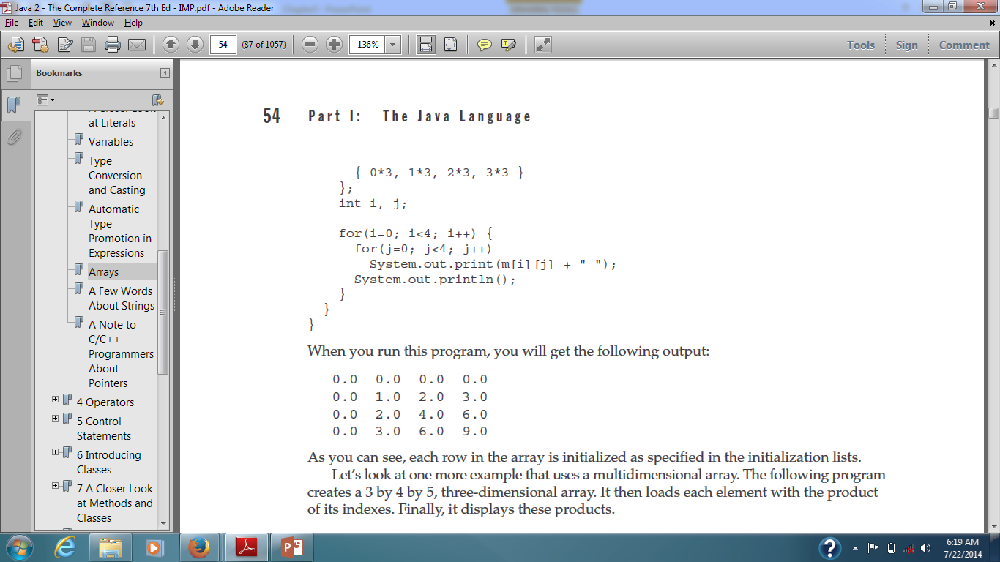 Java 2 - The Complete Reference 7th Ed - IMP.pdf - Adobe Reader
File Edit View Window Help
54 (87 of 1057) 136% Tools Sign Comment
Bookmarks
at Literals
Variables
Type
Conversion
and Casting
Automatic
Type
Promotion in
Expressions
Arrays
A Few Words
About Strings
A Note to
C/C++
Programmers
About
Pointers
4 Operators
5 Control
Statements
6 Introducing
Classes
7 A Closer Look
at Methods and
Classes
54 Part I: The Java Language
{ 0*3, 1*3, 2*3, 3*3 }
};
int i, j;
for(i=0; i<4; i++) {
for(j=0; j<4; j++)
System.out.print(m[i][j] + " ");
System.out.println();
}
}
}
When you run this program, you will get the following output:
0.0 0.0 0.0 0.0
0.0 1.0 2.0 3.0
0.0 2.0 4.0 6.0
0.0 3.0 6.0 9.0
As you can see, each row in the array is initialized as specified in the initialization lists.
Let's look at one more example that uses a multidimensional array. The following program
creates a 3 by 4 by 5, three-dimensional array. It then loads each element with the product
of its indexes. Finally, it displays these products.
6:19 AM
7/22/2014